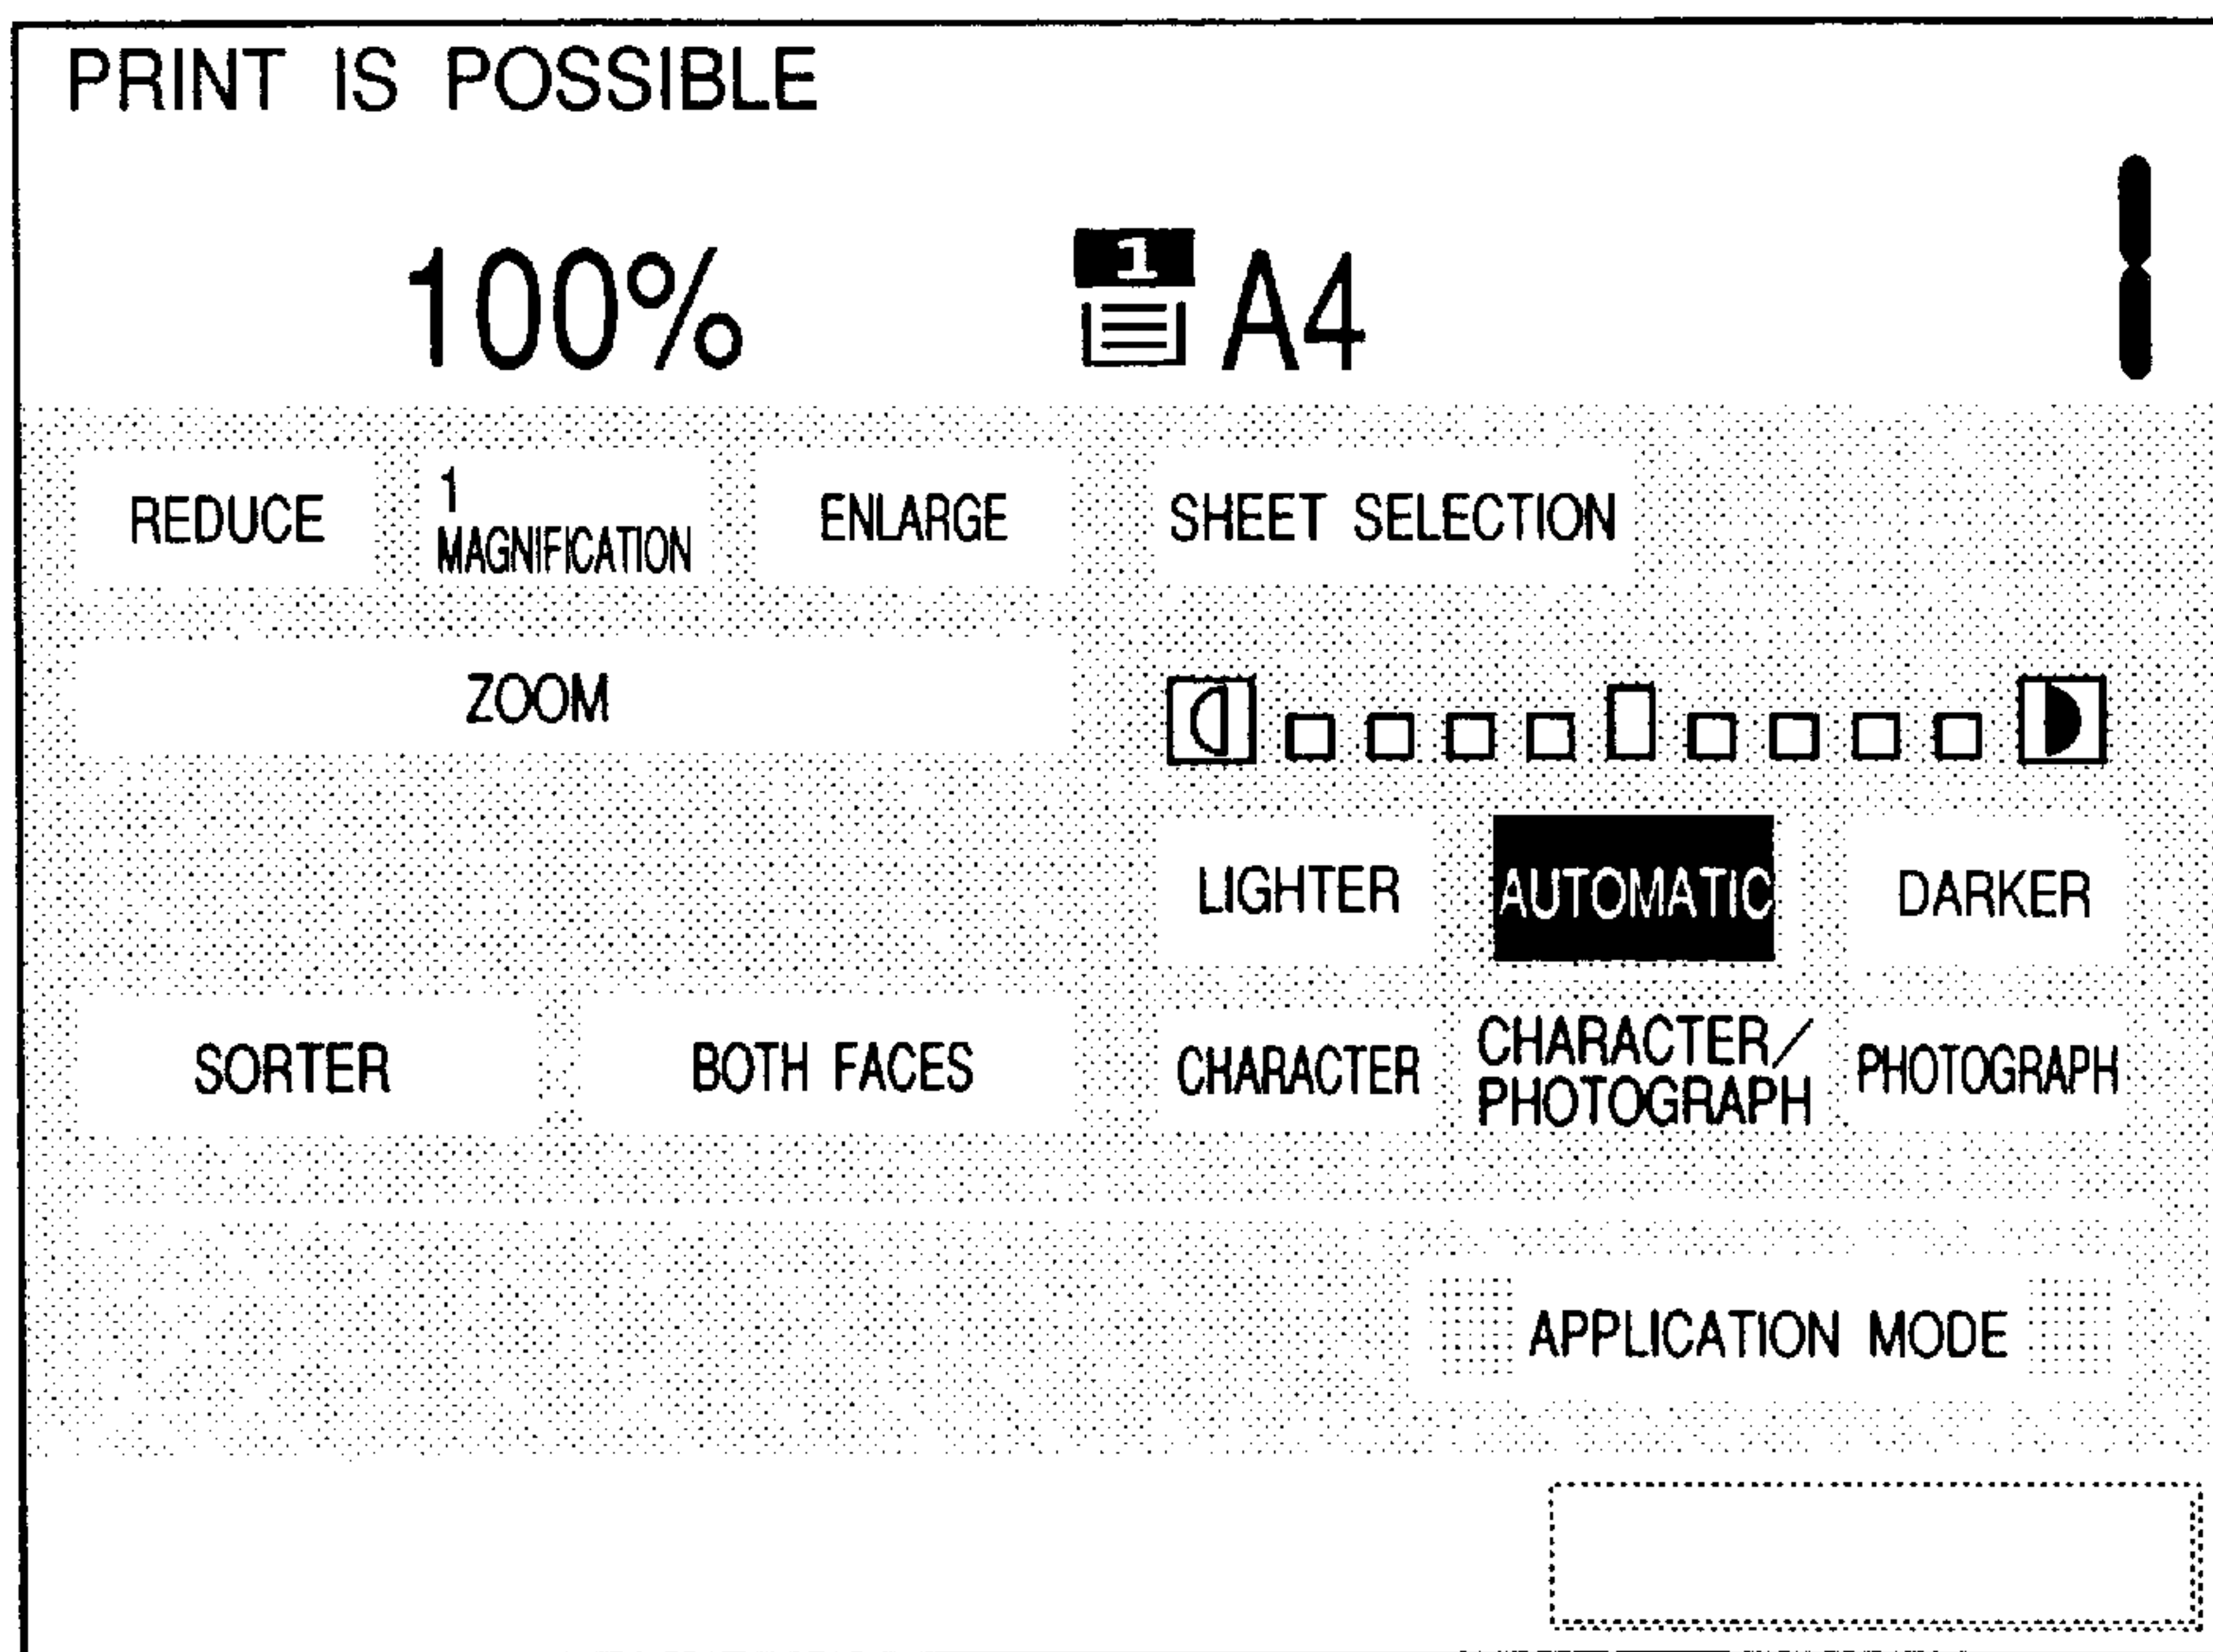 PRINT IS POSSIBLE
100%
1
A4
1
REDUCE
1
MAGNIFICATION
ENLARGE
SHEET SELECTION
ZOOM
LIGHTER
AUTOMATIC
DARKER
SORTER
BOTH FACES
CHARACTER
CHARACTER/
PHOTOGRAPH
PHOTOGRAPH
APPLICATION MODE